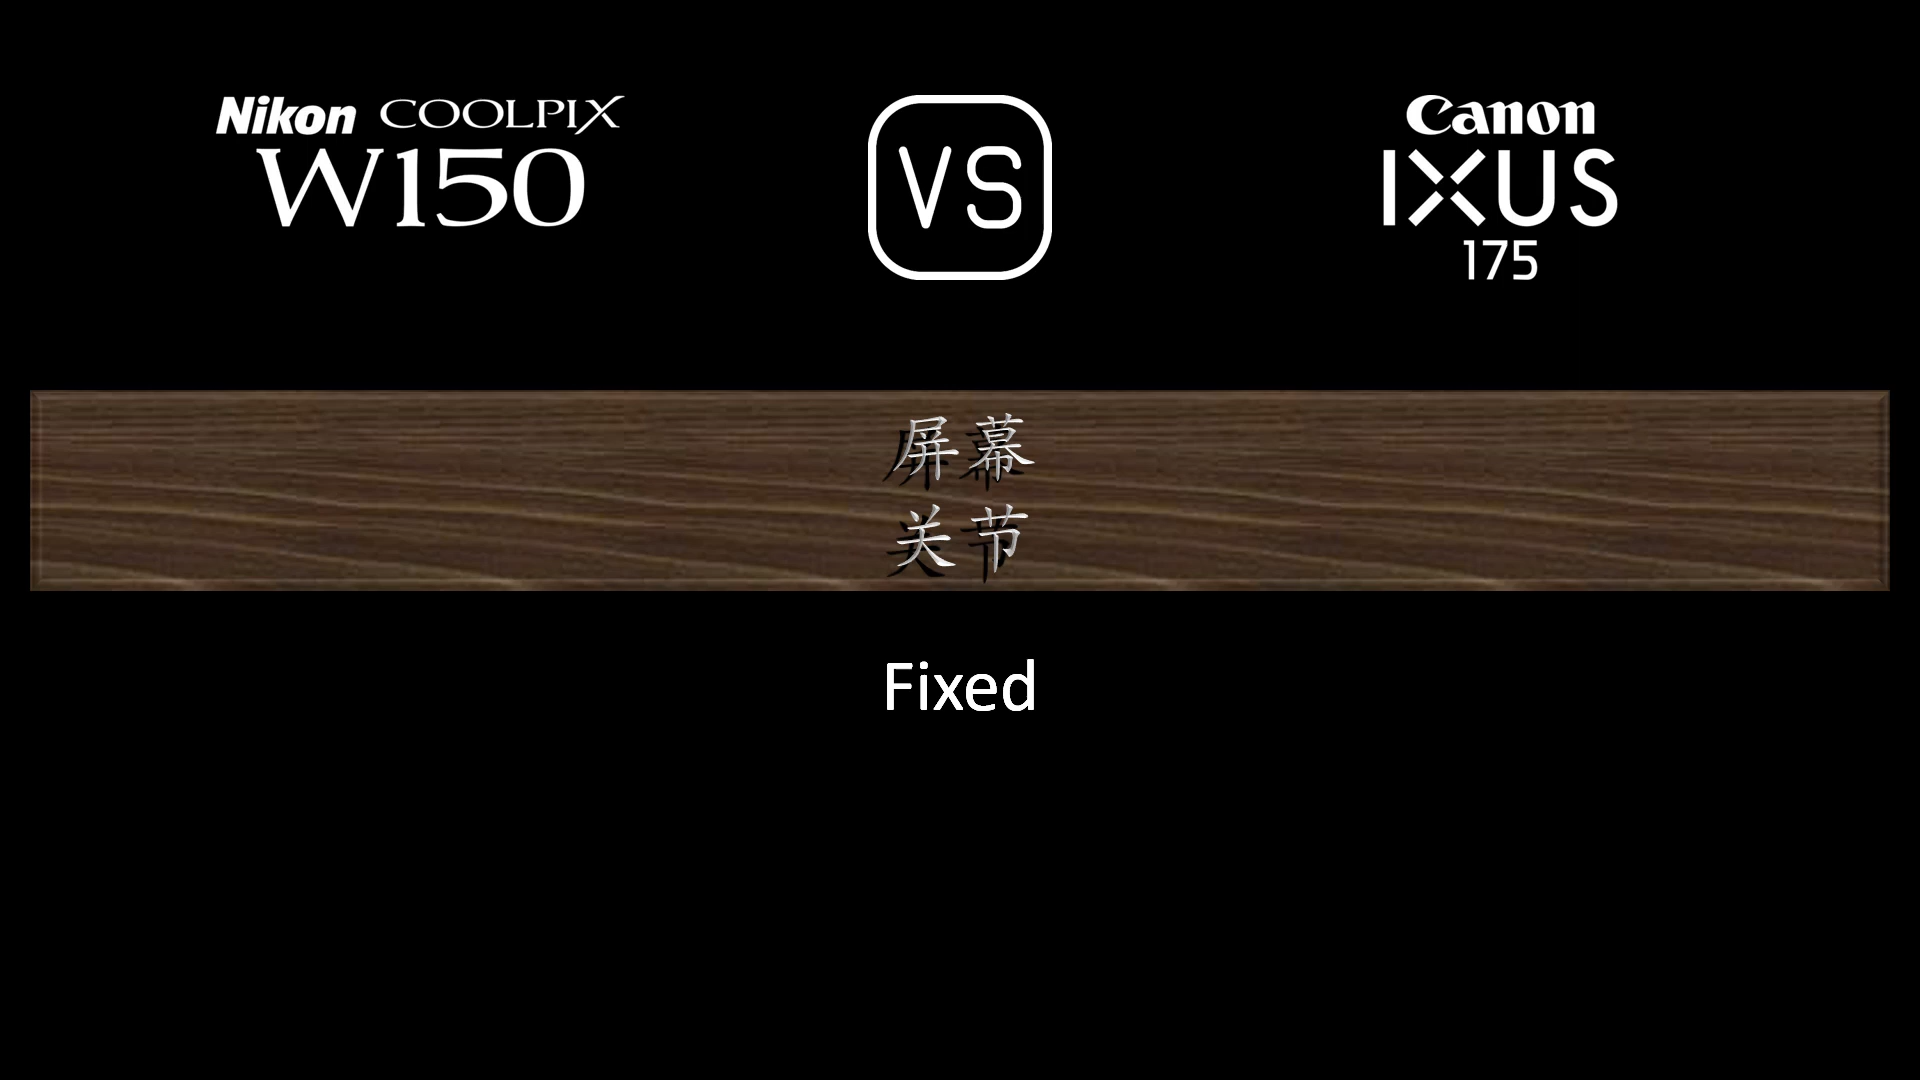 Nikon COOLPIX
W150
VS
Canon
IXUS
175
屏幕
关节
Fixed